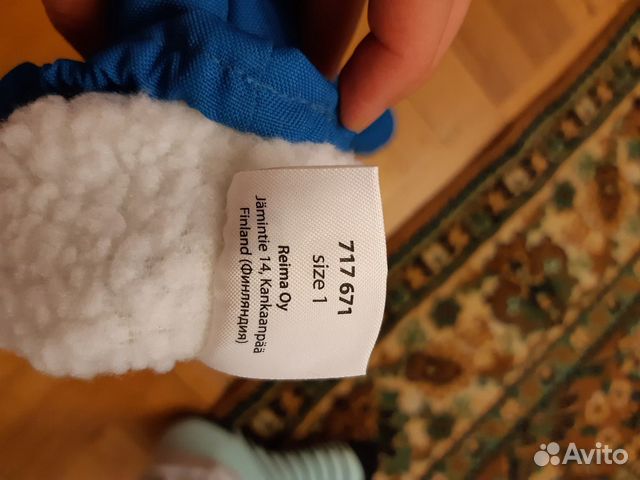 717 671
size 1
Reima Oy
Jämintie 14, Kankaanpää
Finland (Финляндия)
Avito